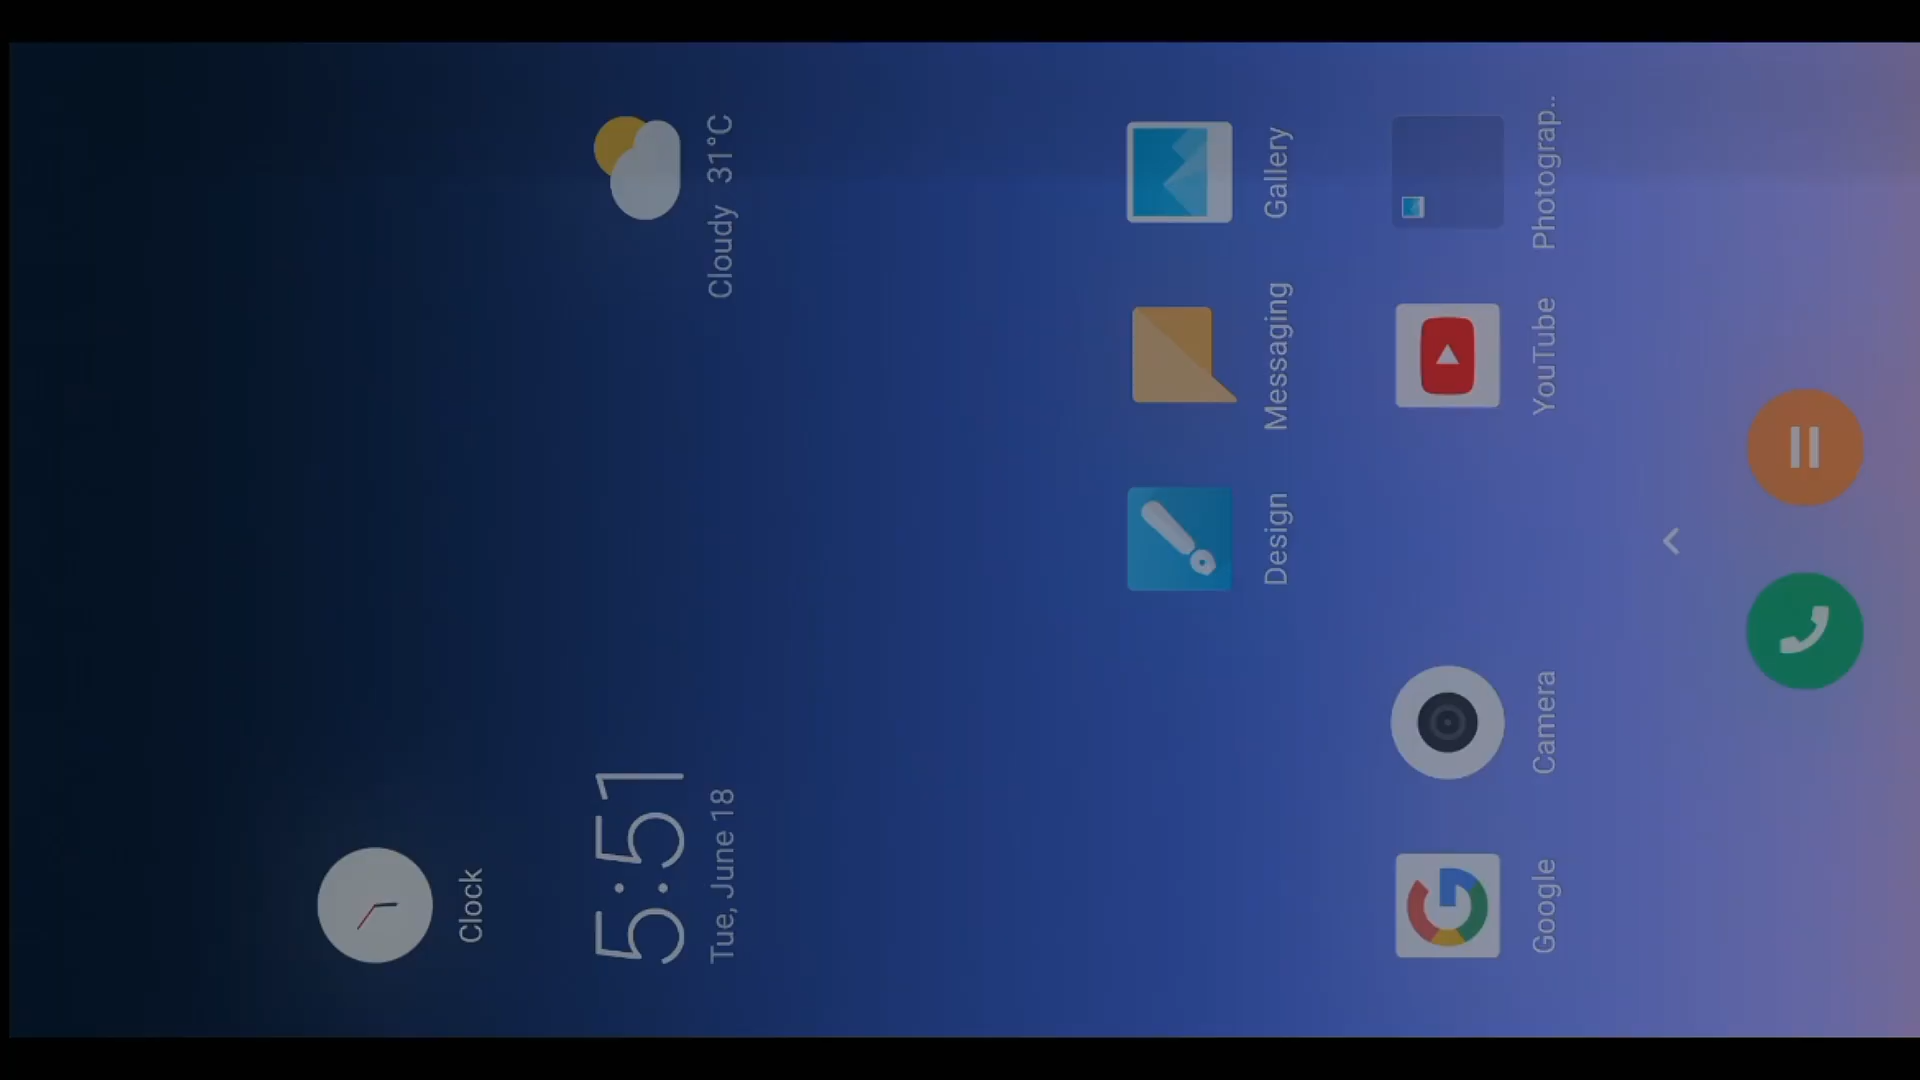 Clock
5:51
Tue, June 18
Cloudy 31°C
Design
Messaging
Gallery
Google
Camera
YouTube
Photograp..